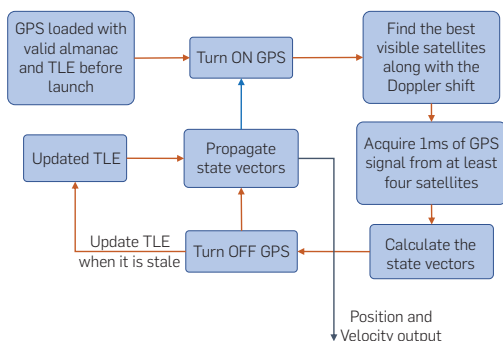 GPS loaded with
valid almanac
and TLE before
launch
Turn ON GPS
Find the best
visible satellites
along with the
Doppler shift
Updated TLE
Propagate
state vectors
Acquire 1ms of GPS
signal from at least
four satellites
Update TLE
when it is stale
Turn OFF GPS
Calculate the
state vectors
Position and
Velocity output